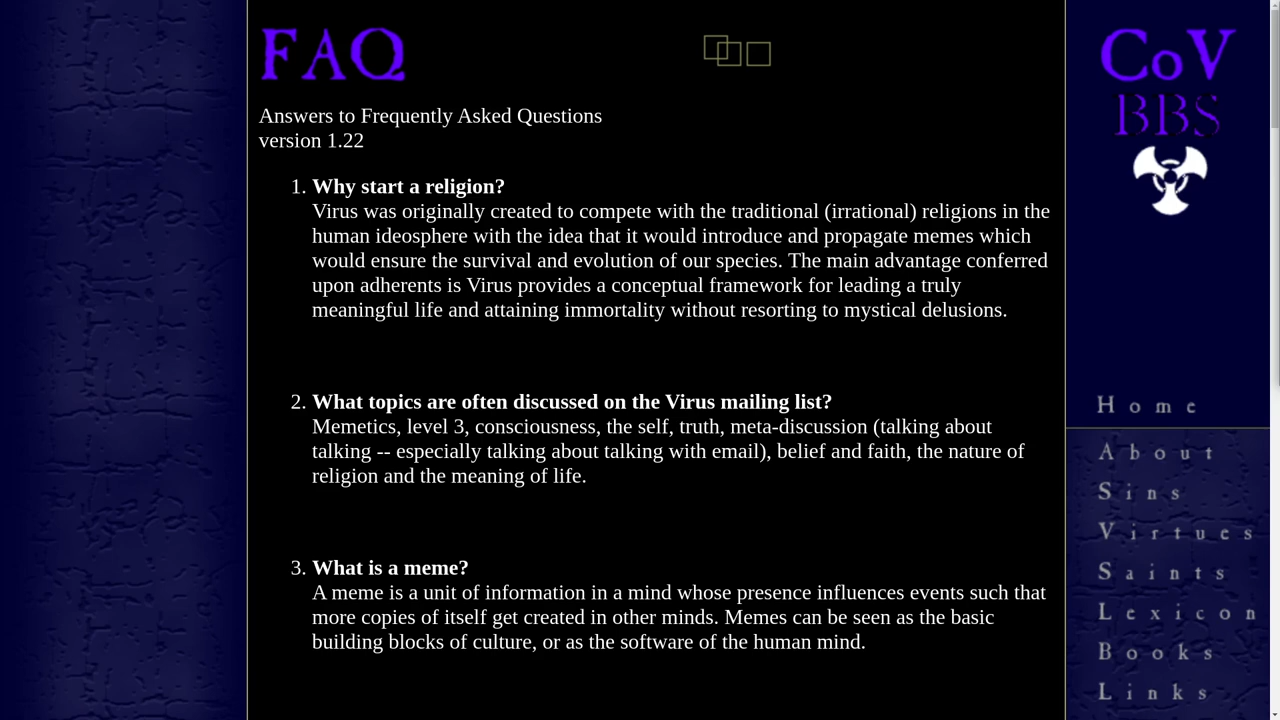 FAQ
Answers to Frequently Asked Questions
version 1.22
1. Why start a religion?
Virus was originally created to compete with the traditional (irrational) religions in the
human ideosphere with the idea that it would introduce and propagate memes which
would ensure the survival and evolution of our species. The main advantage conferred
upon adherents is Virus provides a conceptual framework for leading a truly
meaningful life and attaining immortality without resorting to mystical delusions.
2. What topics are often discussed on the Virus mailing list?
Memetics, level 3, consciousness, the self, truth, meta-discussion (talking about
talking -- especially talking about talking with email), belief and faith, the nature of
religion and the meaning of life.
3. What is a meme?
A meme is a unit of information in a mind whose presence influences events such that
more copies of itself get created in other minds. Memes can be seen as the basic
building blocks of culture, or as the software of the human mind.
CoV
BBS
Home
About
Sins
Virtues
Saints
Lexicon
Books
Links